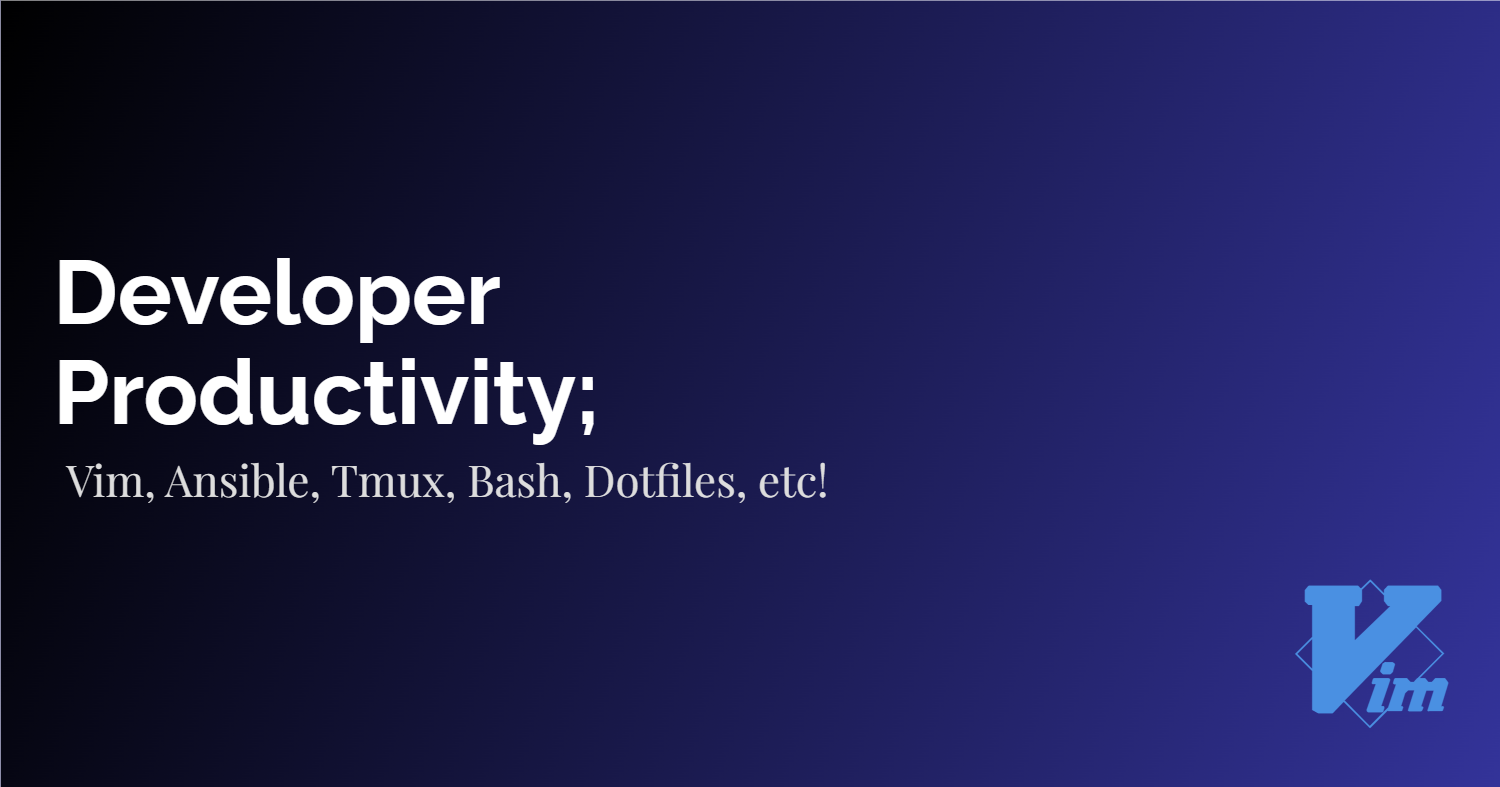 Developer
Productivity;
Vim, Ansible, Tmux, Bash, Dotfiles, etc!
Vim